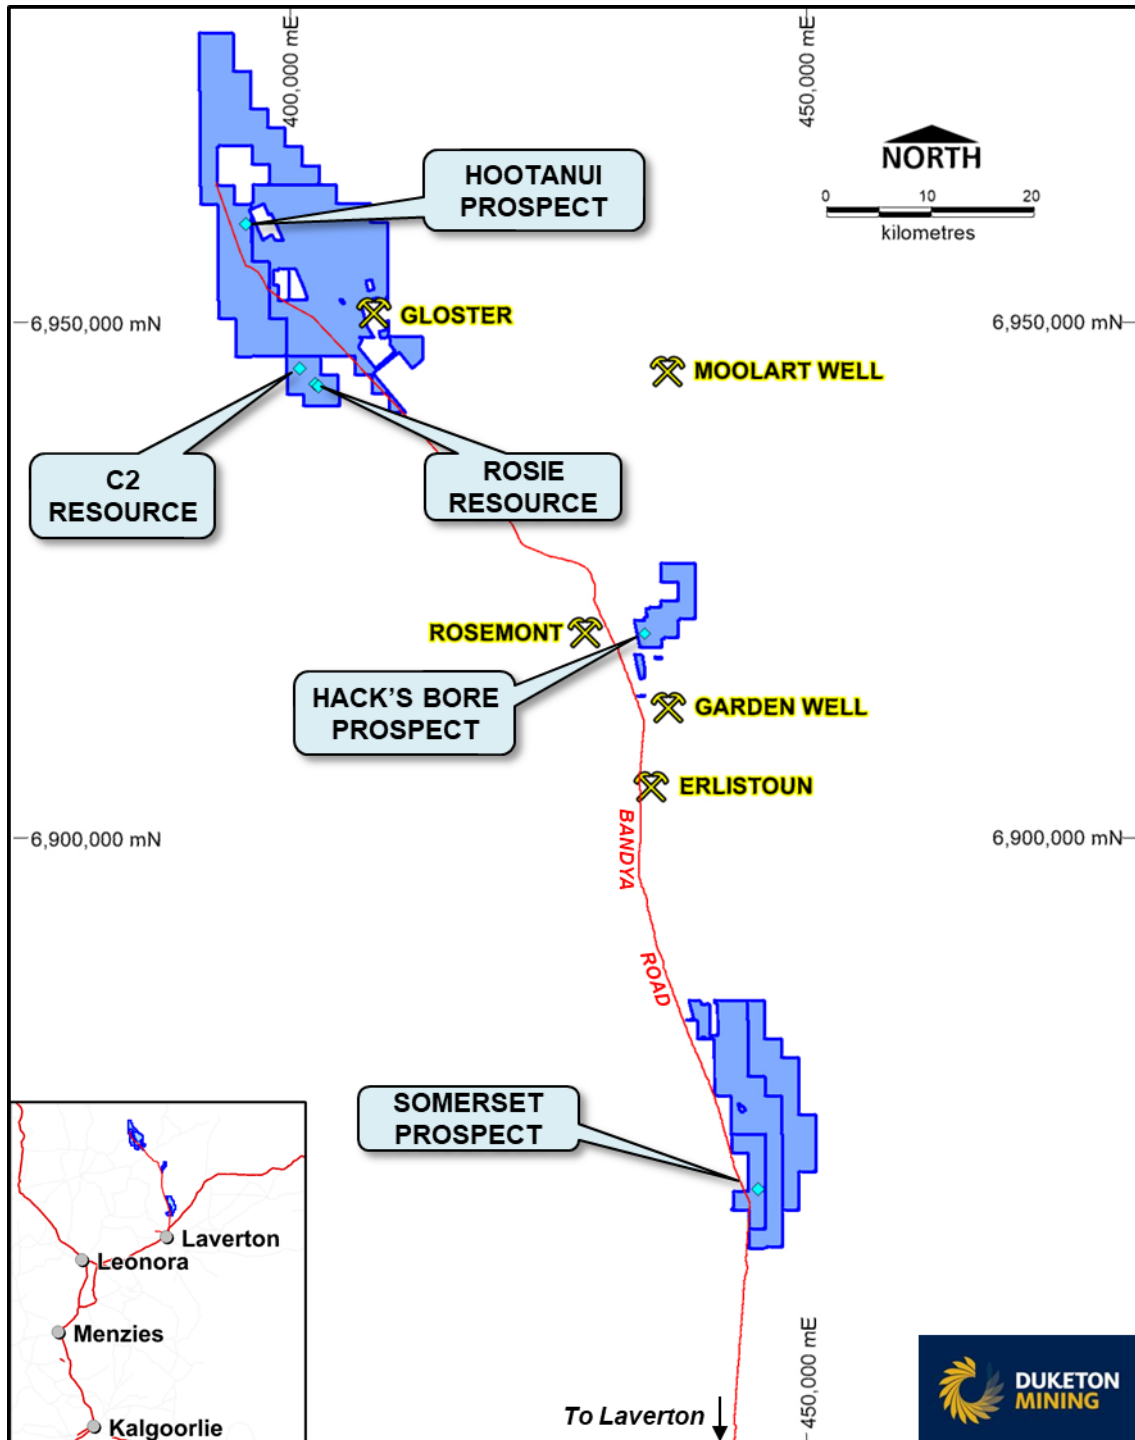 400,000 mE
450,000 mE
NORTH
0 10 20
kilometres
HOOTANUI
PROSPECT
GLOSTER
6,950,000 mN
6,950,000 mN
MOOLART WELL
C2
RESOURCE
ROSIE
RESOURCE
ROSEMONT
HACK'S BORE
PROSPECT
GARDEN WELL
ERLISTOUN
6,900,000 mN
6,900,000 mN
BANDYA
ROAD
SOMERSET
PROSPECT
Laverton
Leonora
Menzies
Kalgoorlie
To Laverton
450,000 mE
DUKETON
MINING